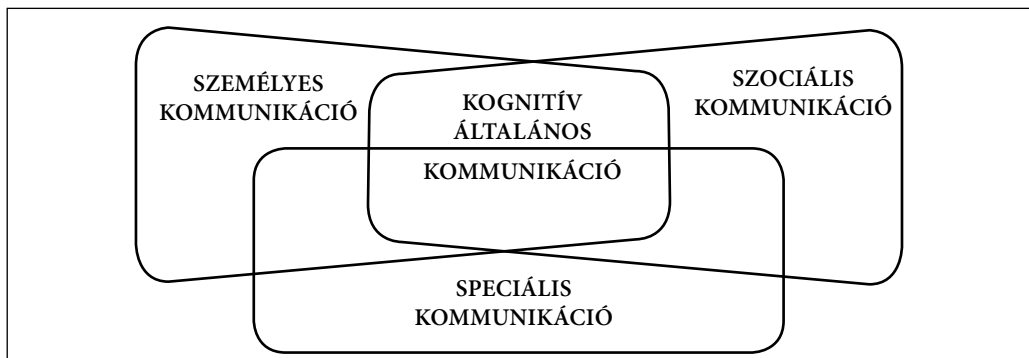 SZEMÉLYES
KOMMUNIKÁCIÓ
KOGNITÍV
ÁLTALÁNOS
KOMMUNIKÁCIÓ
SZOCIÁLIS
KOMMUNIKÁCIÓ
SPECIÁLIS
KOMMUNIKÁCIÓ